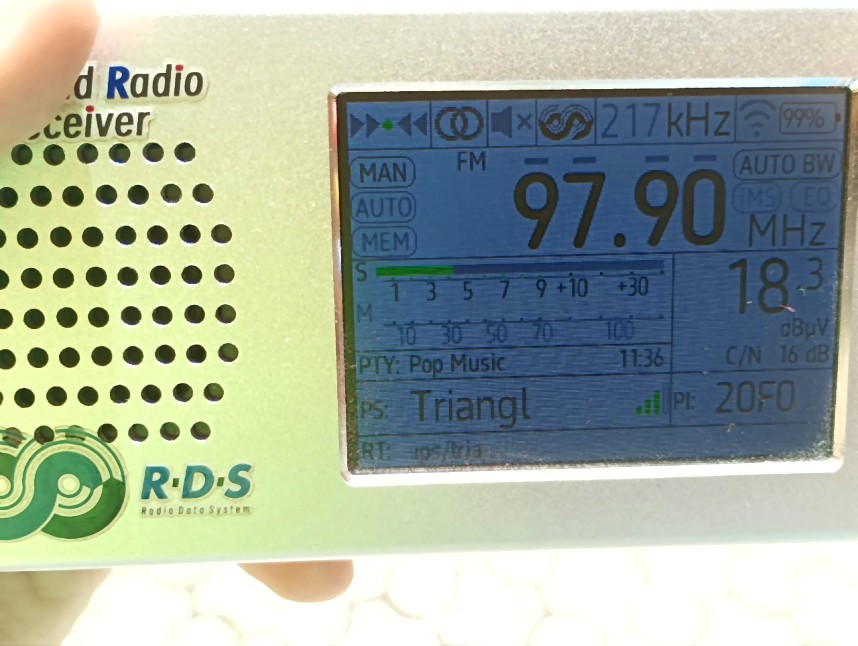 d Radio
ceiver
217kHz 99%
MAN FM AUTO BW
AUTO 97.90 iMS EQ
MEM MHz
S
1 3 5 7 9 +10 +30
18.3
M
10 30 50 70 100
dBµV
PTY: Pop Music 11:36 C/N 16 dB
PS: Triangl PI: 20F0
RT:
R·D·S
Radio Data System